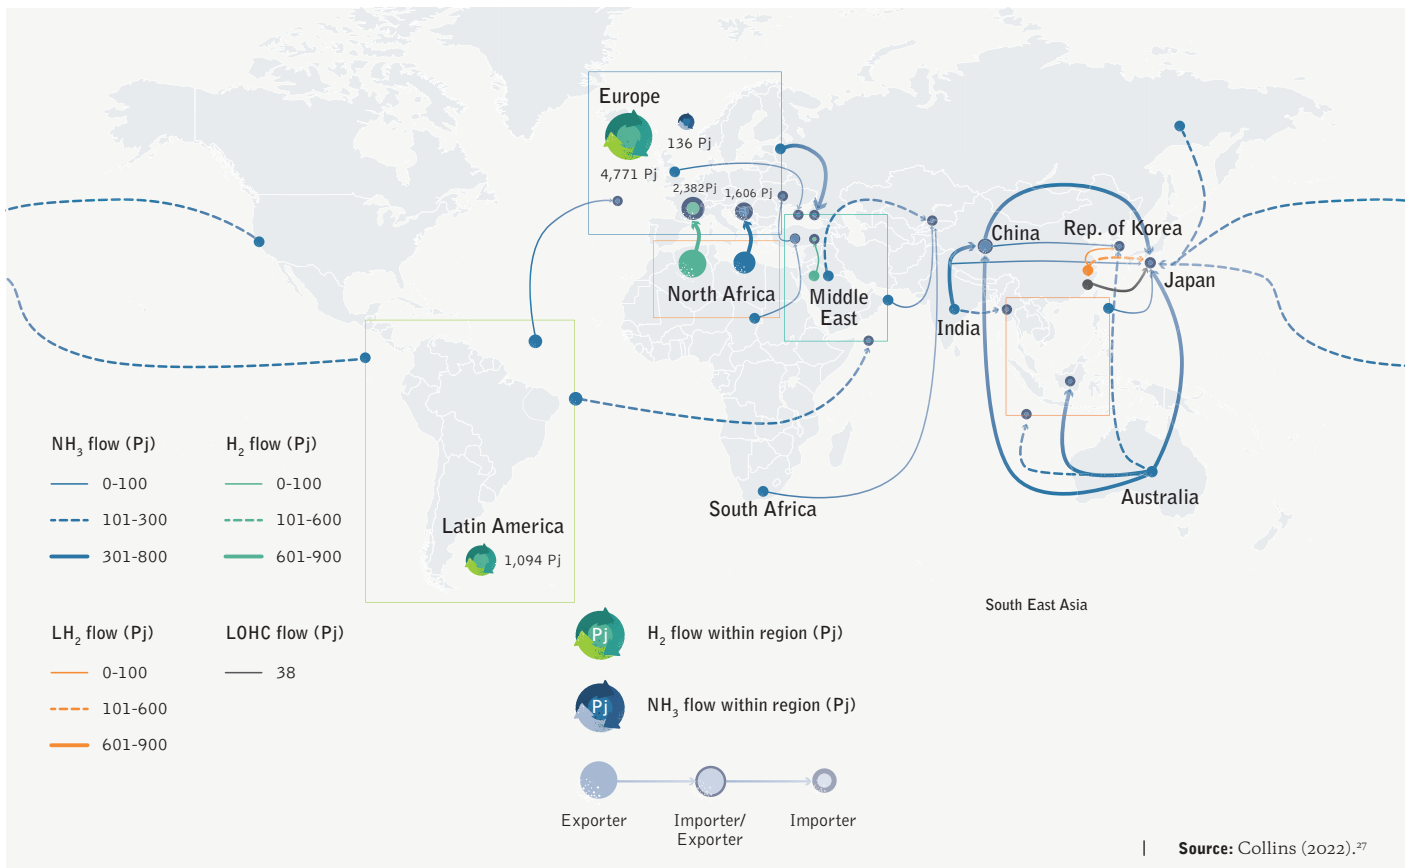 Europe
136 Pj
4,771 Pj
2,382Pj
1,606 Pj
North Africa
Middle
East
China
Rep. of Korea
Japan
India
South Africa
Australia
Latin America
1,094 Pj
South East Asia
NH₃ flow (Pj)
0-100
101-300
301-800
H₂ flow (Pj)
0-100
101-600
601-900
LH₂ flow (Pj)
0-100
101-600
601-900
LOHC flow (Pj)
38
Pj
H₂ flow within region (Pj)
Pj
NH₃ flow within region (Pj)
Exporter
Importer/
Exporter
Importer
| Source: Collins (2022).²⁷